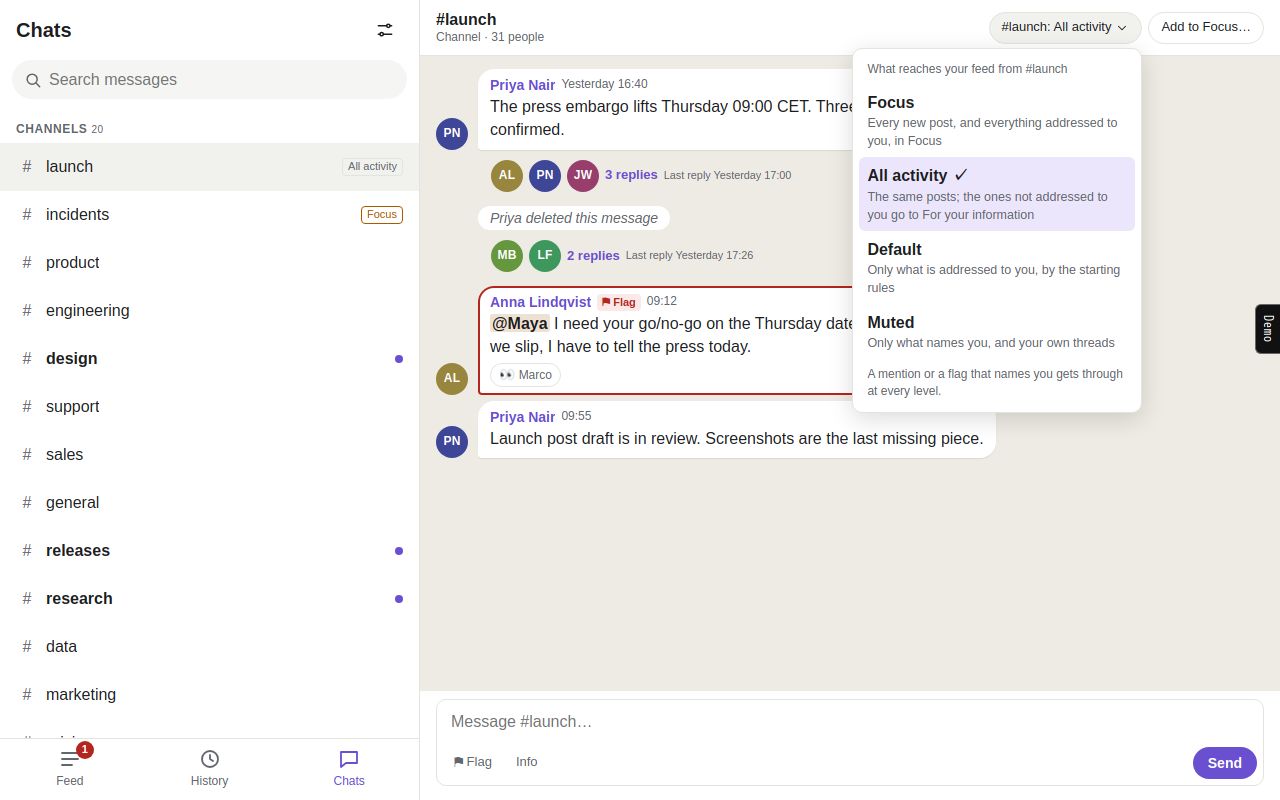 Chats
Search messages
CHANNELS 20
# launch All activity
# incidents Focus
# product
# engineering
# design
# support
# sales
# general
# releases
# research
# data
# marketing
1
Feed
History
Chats
#launch
Channel · 31 people
#launch: All activity
Add to Focus…
PN
Priya Nair Yesterday 16:40
The press embargo lifts Thursday 09:00 CET. Three
confirmed.
AL PN JW 3 replies Last reply Yesterday 17:00
Priya deleted this message
MB LF 2 replies Last reply Yesterday 17:26
AL
Anna Lindqvist Flag 09:12
@Maya I need your go/no-go on the Thursday date
we slip, I have to tell the press today.
👀 Marco
PN
Priya Nair 09:55
Launch post draft is in review. Screenshots are the last missing piece.
What reaches your feed from #launch
Focus
Every new post, and everything addressed to
you, in Focus
All activity ✓
The same posts; the ones not addressed to
you go to For your information
Default
Only what is addressed to you, by the starting
rules
Muted
Only what names you, and your own threads
A mention or a flag that names you gets through
at every level.
Demo
Message #launch…
Flag Info
Send